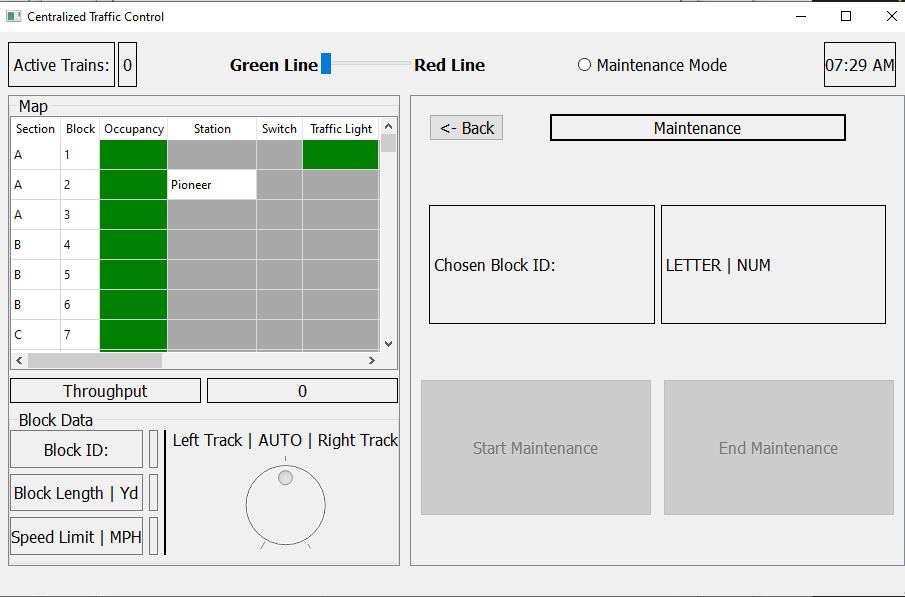 Centralized Traffic Control
Active Trains: 0 Green Line Red Line Maintenance Mode 07:29 AM
Map
Section Block Occupancy Station Switch Traffic Light
A 1
A 2 Pioneer
A 3
B 4
B 5
B 6
C 7
Throughput 0
Block Data
Block ID:
Block Length | Yd
Speed Limit | MPH
Left Track | AUTO | Right Track
<- Back Maintenance
Chosen Block ID: LETTER | NUM
Start Maintenance End Maintenance